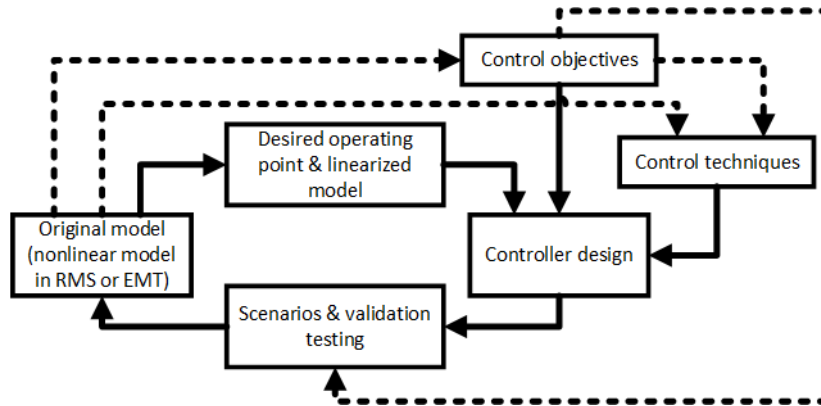 Control objectives
Desired operating
point & linearized
model
Control techniques
Original model
(nonlinear model
in RMS or EMT)
Controller design
Scenarios & validation
testing